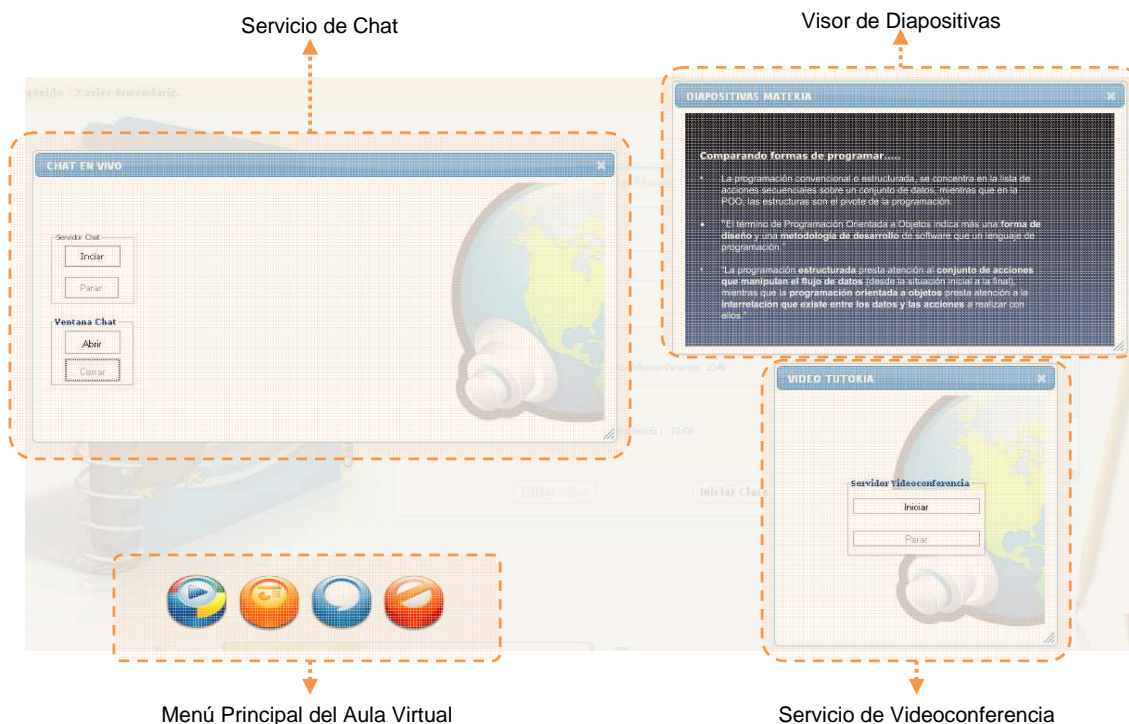 Servicio de Chat
Visor de Diapositivas
: Xavier Armendariz.
CHAT EN VIVO
Servidor Chat
Inciar
Parar
Ventana Chat
Abrir
Cerrar
DIAPOSITIVAS MATERIA
Comparando formas de programar.....
• La programación convencional o estructurada, se concentra en la lista de
acciones secuenciales sobre un conjunto de datos, mientras que en la
POO, las estructuras son el pivote de la programación.
• "El término de Programación Orientada a Objetos indica más una forma de
diseño y una metodología de desarrollo de software que un lenguaje de
programación."
• "La programación estructurada presta atención al conjunto de acciones
que manipulan el flujo de datos (desde la situación inicial a la final),
mientras que la programación orientada a objetos presta atención a la
interrelación que existe entre los datos y las acciones a realizar con
ellos."
VIDEO TUTORIA
Servidor Videoconferencia
Iniciar
Parar
Iniciar Clase
Menú Principal del Aula Virtual
Servicio de Videoconferencia